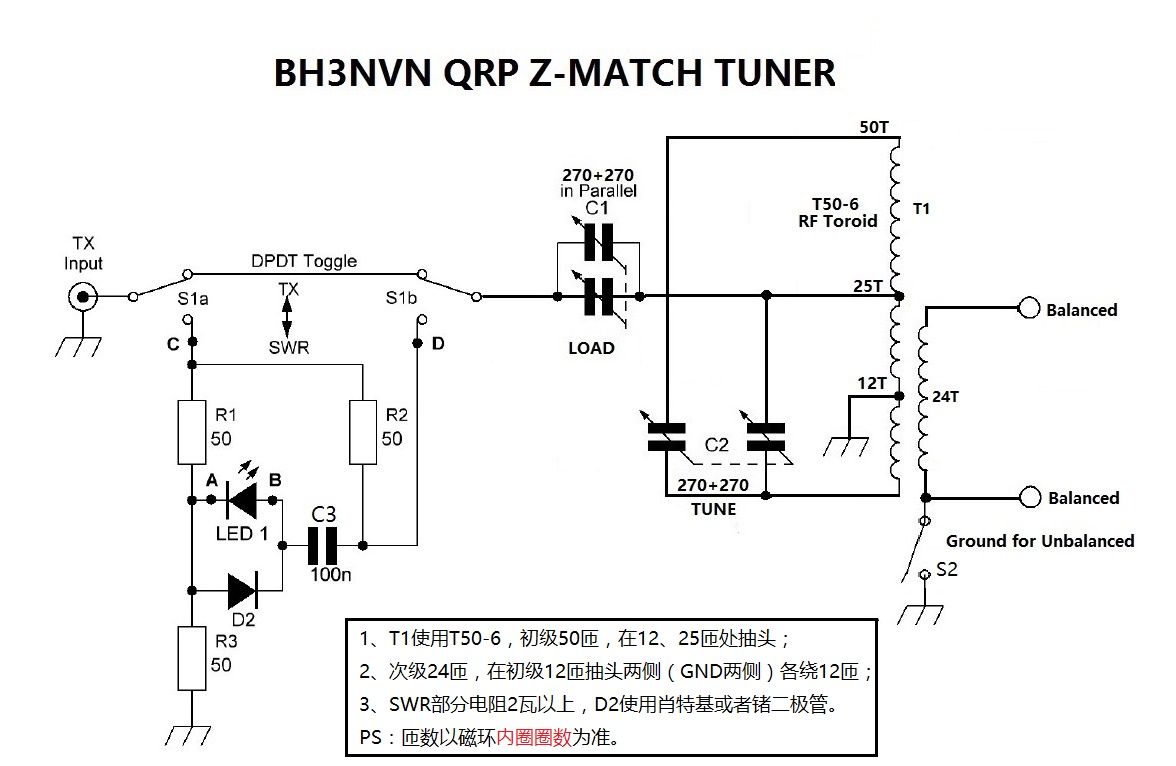 BH3NVN QRP Z-MATCH TUNER
50T
270+270
in Parallel
C1
T50-6
RF Toroid
T1
TX
Input
DPDT Toggle
S1a
TX
S1b
25T
Balanced
C
SWR
D
LOAD
12T
24T
R1
50
R2
50
C2
A
B
270+270
TUNE
Balanced
LED 1
C3
100n
Ground for Unbalanced
S2
D2
R3
50
1、T1使用T50-6，初级50匝，在12、25匝处抽头；
2、次级24匝，在初级12匝抽头两侧（GND两侧）各绕12匝；
3、SWR部分电阻2瓦以上，D2使用肖特基或者锗二极管。
PS：匝数以磁环内圈圈数为准。